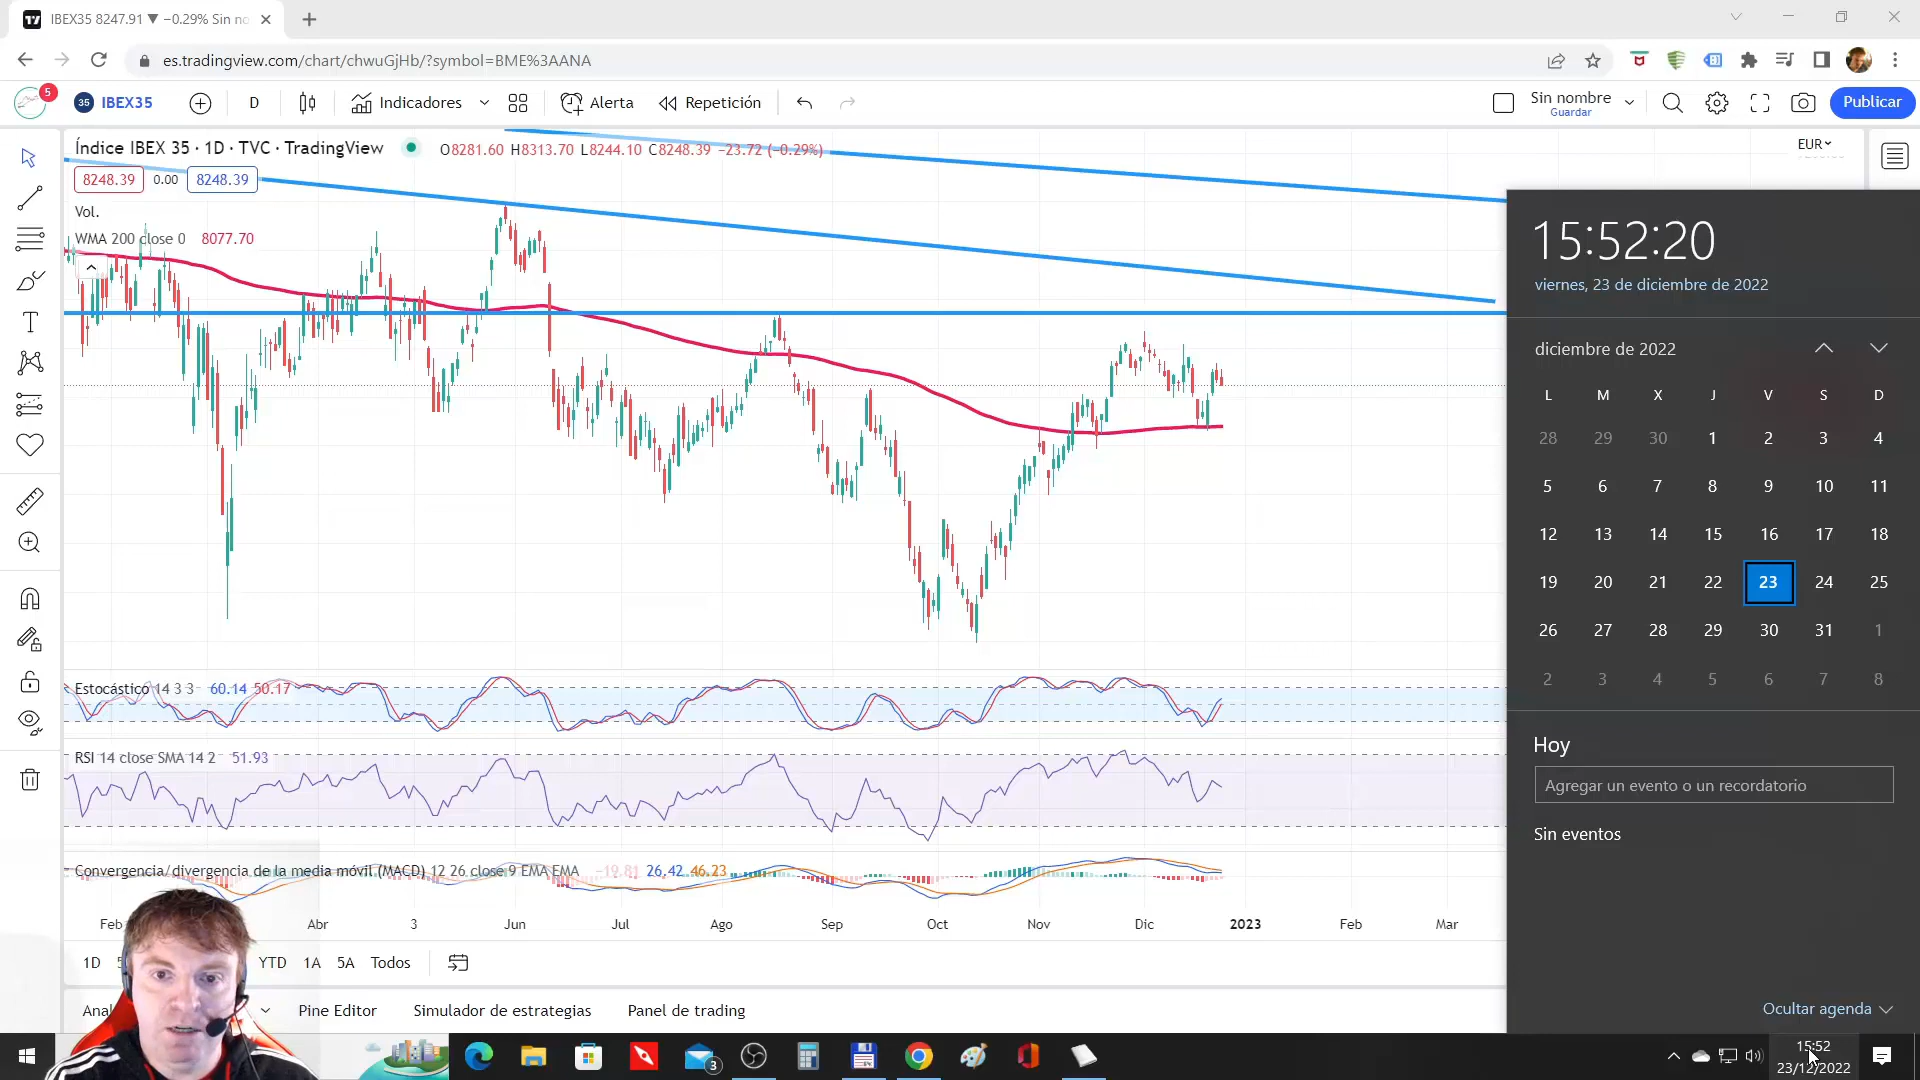 IBEX35 8247.91 ▼ −0.29% Sin no
es.tradingview.com/chart/chwuGjHb/?symbol=BME%3AANA
5
35 IBEX35
D
Indicadores
Alerta
Repetición
Sin nombre
Guardar
Publicar
Índice IBEX 35 · 1D · TVC · TradingView
O8281.60 H8313.70 L8244.10 C8248.39 −23.72 (−0.29%)
EUR
8248.39 0.00 8248.39
Vol.
WMA 200 close 0 8077.70
Estocástico 14 3 3 60.14 50.17
RSI 14 close SMA 14 2 51.93
Convergencia/divergencia de la media móvil (MACD) 12 26 close 9 EMA EMA −19.81 26.42 46.23
Feb Abr 3 Jun Jul Ago Sep Oct Nov Dic 2023 Feb Mar
1D YTD 1A 5A Todos
Pine Editor Simulador de estrategias Panel de trading
15:52:20
viernes, 23 de diciembre de 2022
diciembre de 2022
L M X J V S D
28 29 30 1 2 3 4
5 6 7 8 9 10 11
12 13 14 15 16 17 18
19 20 21 22 23 24 25
26 27 28 29 30 31 1
2 3 4 5 6 7 8
Hoy
Agregar un evento o un recordatorio
Sin eventos
Ocultar agenda
3
15:52
23/12/2022